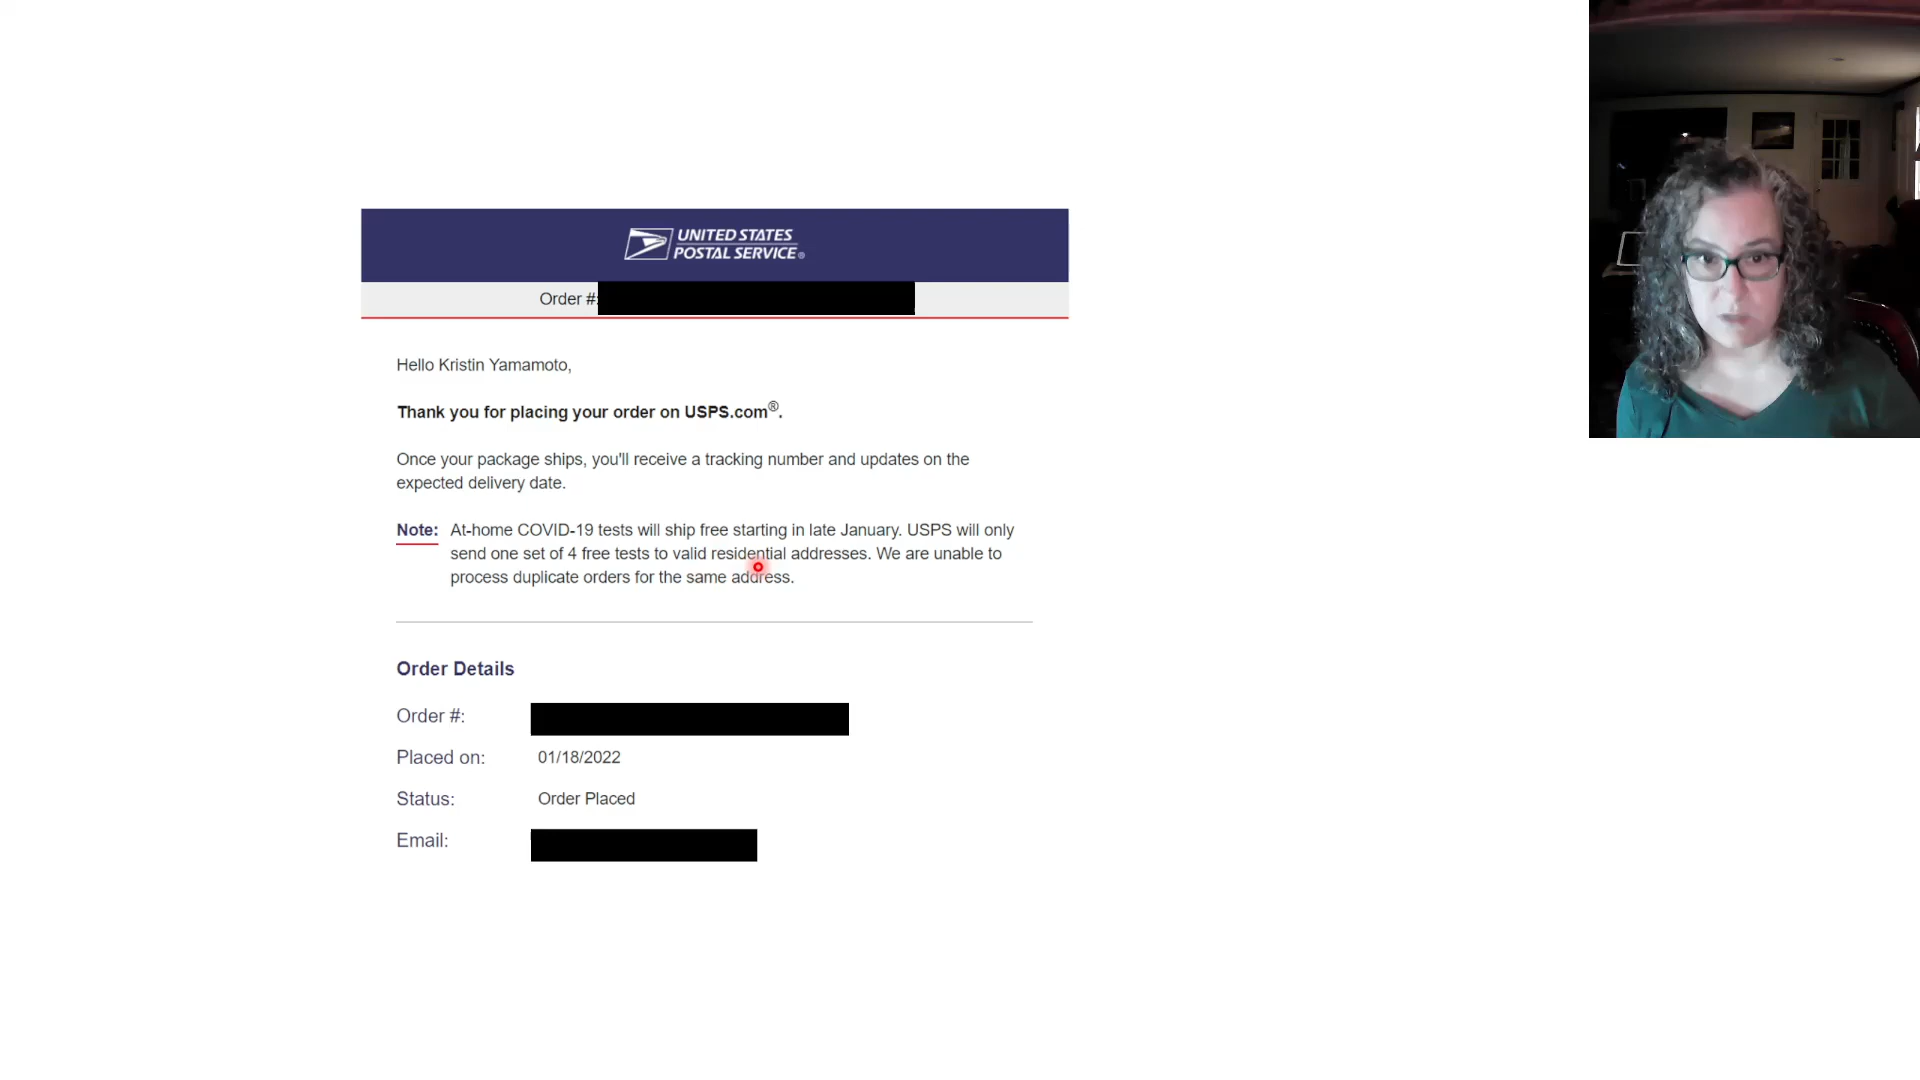 UNITED STATES
POSTAL SERVICE®
Order #:
Hello Kristin Yamamoto,
Thank you for placing your order on USPS.com®.
Once your package ships, you'll receive a tracking number and updates on the
expected delivery date.
Note: At-home COVID-19 tests will ship free starting in late January. USPS will only
send one set of 4 free tests to valid residential addresses. We are unable to
process duplicate orders for the same address.
Order Details
Order #:
Placed on: 01/18/2022
Status: Order Placed
Email: